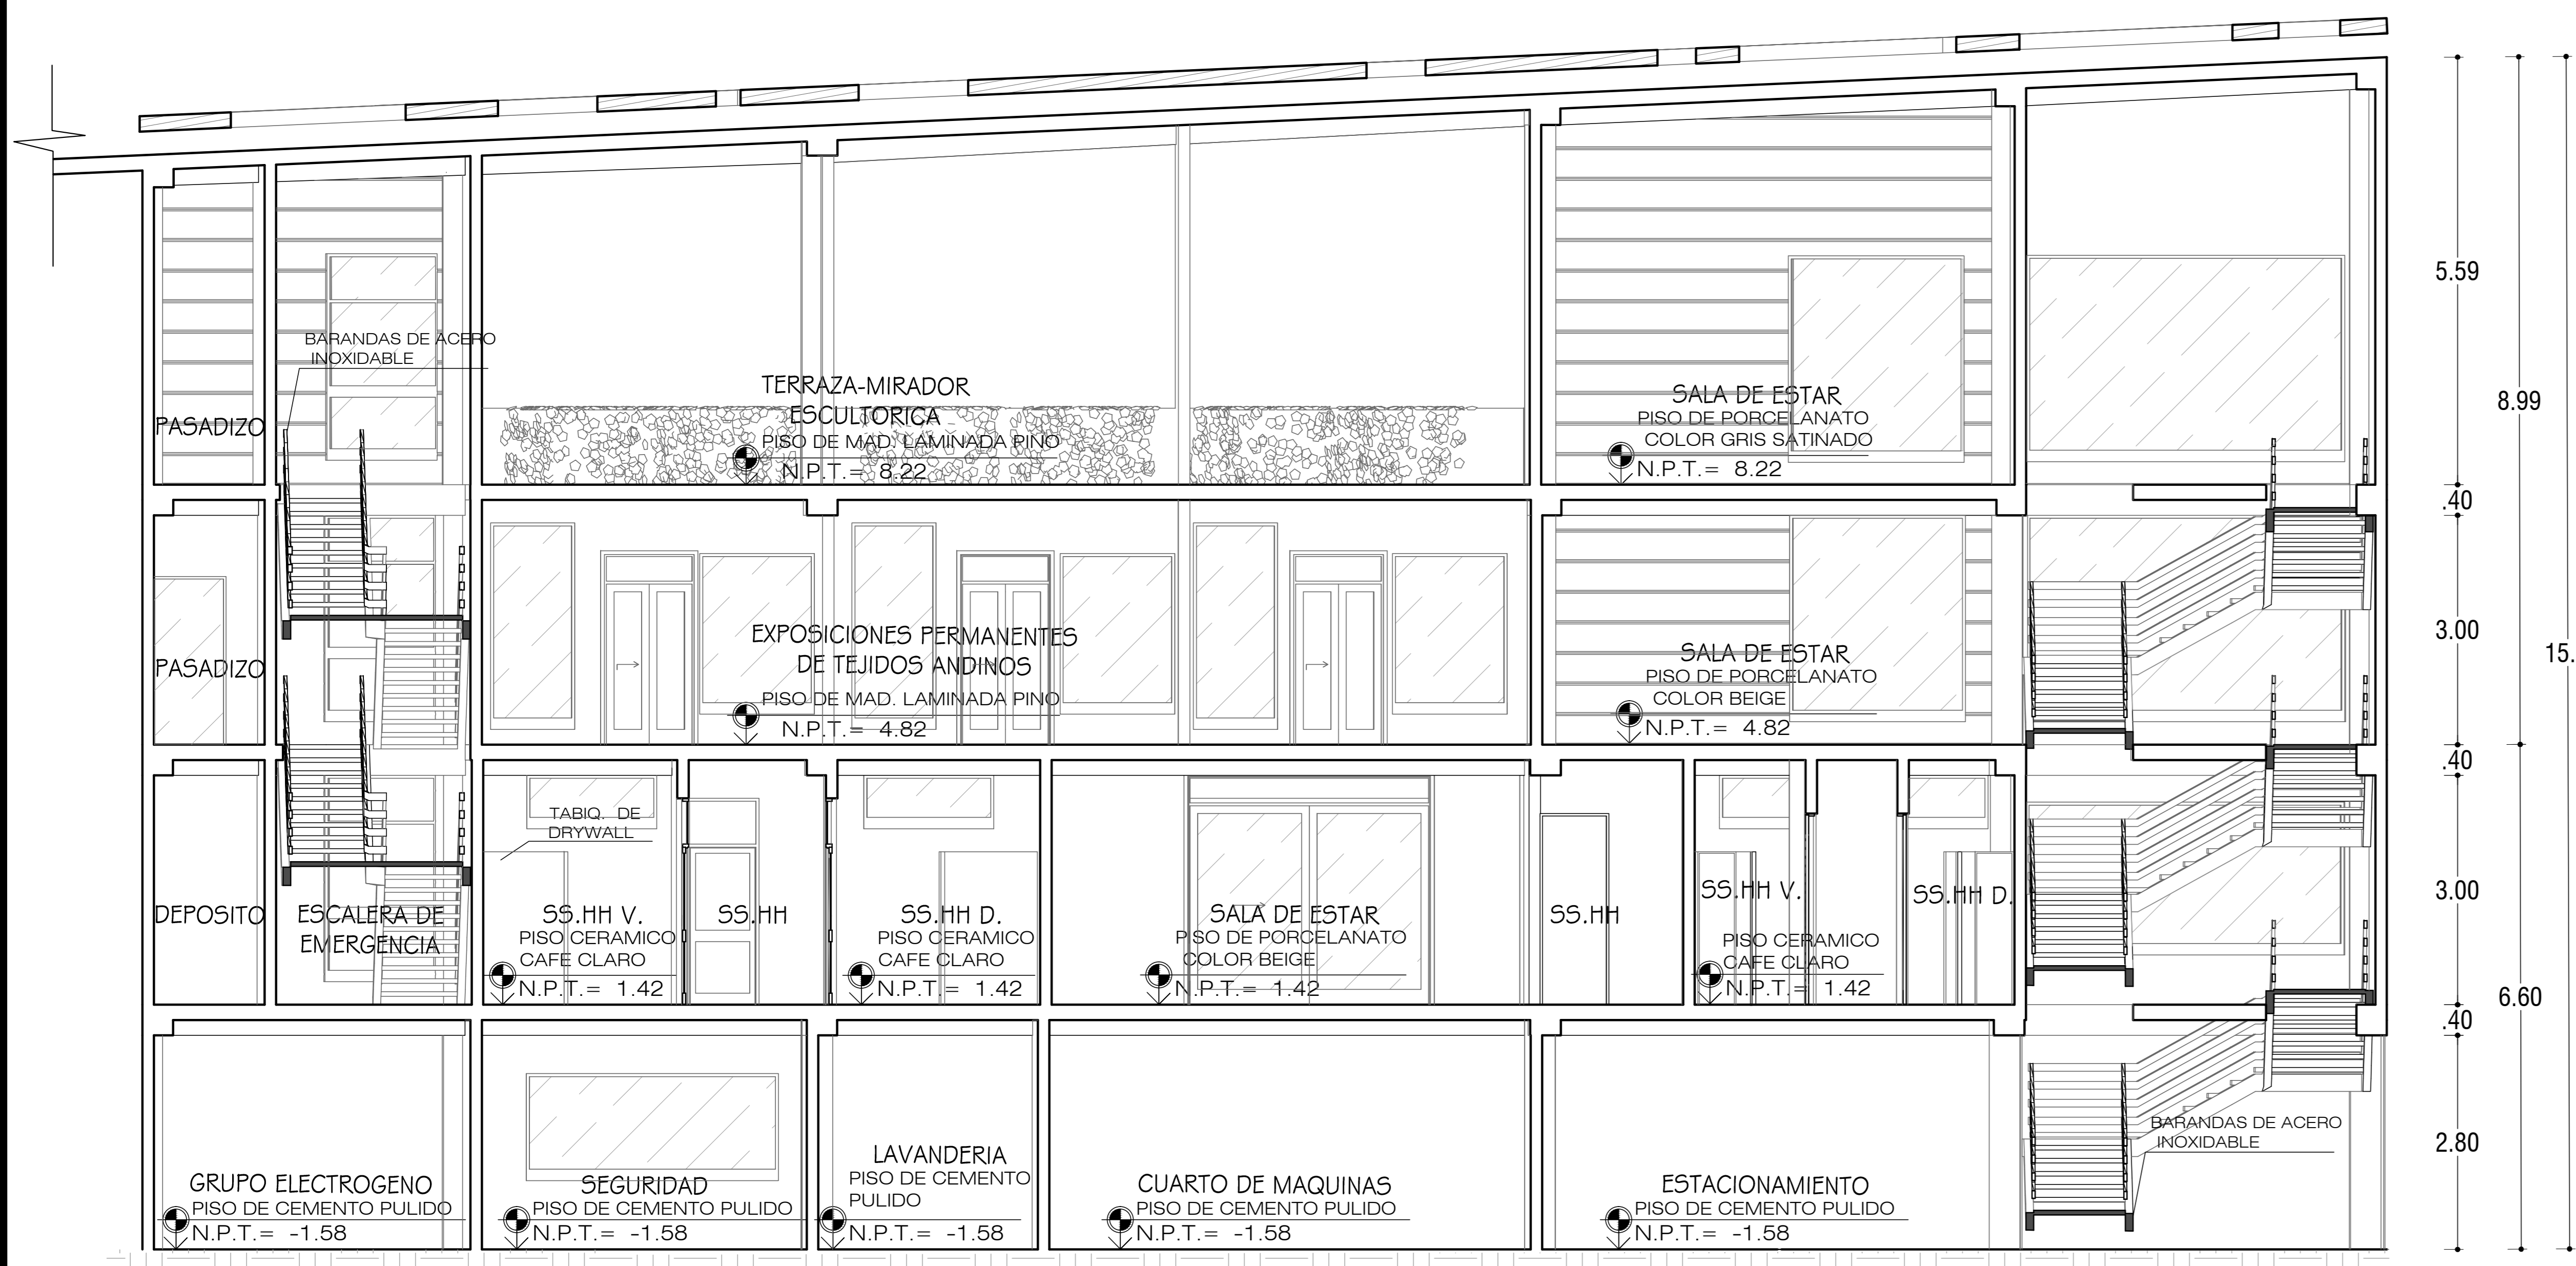 BARANDAS DE ACERO
INOXIDABLE
PASADIZO
TERRAZA-MIRADOR
ESCULTORICA
PISO DE MAD. LAMINADA PINO
N.P.T.= 8.22
SALA DE ESTAR
PISO DE PORCELANATO
COLOR GRIS SATINADO
N.P.T.= 8.22
5.59
8.99
.40
PASADIZO
EXPOSICIONES PERMANENTES
DE TEJIDOS ANDINOS
PISO DE MAD. LAMINADA PINO
N.P.T.= 4.82
SALA DE ESTAR
PISO DE PORCELANATO
COLOR BEIGE
N.P.T.= 4.82
3.00
15.
.40
DEPOSITO
ESCALERA DE
EMERGENCIA
TABIQ. DE
DRYWALL
SS.HH V.
PISO CERAMICO
CAFE CLARO
N.P.T.= 1.42
SS.HH
SS.HH D.
PISO CERAMICO
CAFE CLARO
N.P.T.= 1.42
SALA DE ESTAR
PISO DE PORCELANATO
COLOR BEIGE
N.P.T.= 1.42
SS.HH
SS.HH V.
PISO CERAMICO
CAFE CLARO
N.P.T.= 1.42
SS.HH D.
3.00
6.60
.40
GRUPO ELECTROGENO
PISO DE CEMENTO PULIDO
N.P.T.= -1.58
SEGURIDAD
PISO DE CEMENTO PULIDO
N.P.T.= -1.58
LAVANDERIA
PISO DE CEMENTO
PULIDO
N.P.T.= -1.58
CUARTO DE MAQUINAS
PISO DE CEMENTO PULIDO
N.P.T.= -1.58
ESTACIONAMIENTO
PISO DE CEMENTO PULIDO
N.P.T.= -1.58
BARANDAS DE ACERO
INOXIDABLE
2.80